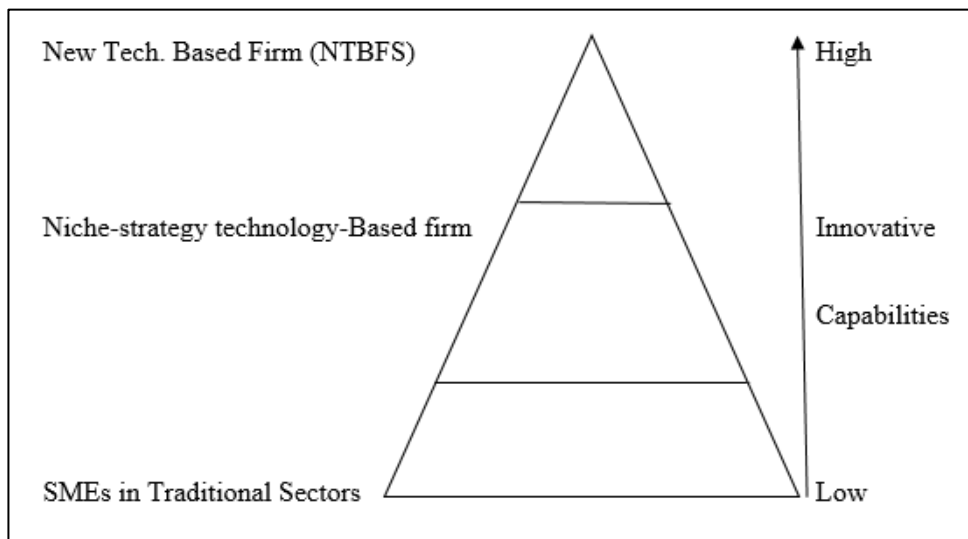 New Tech. Based Firm (NTBFS)
High
Niche-strategy technology-Based firm
Innovative
Capabilities
SMEs in Traditional Sectors
Low